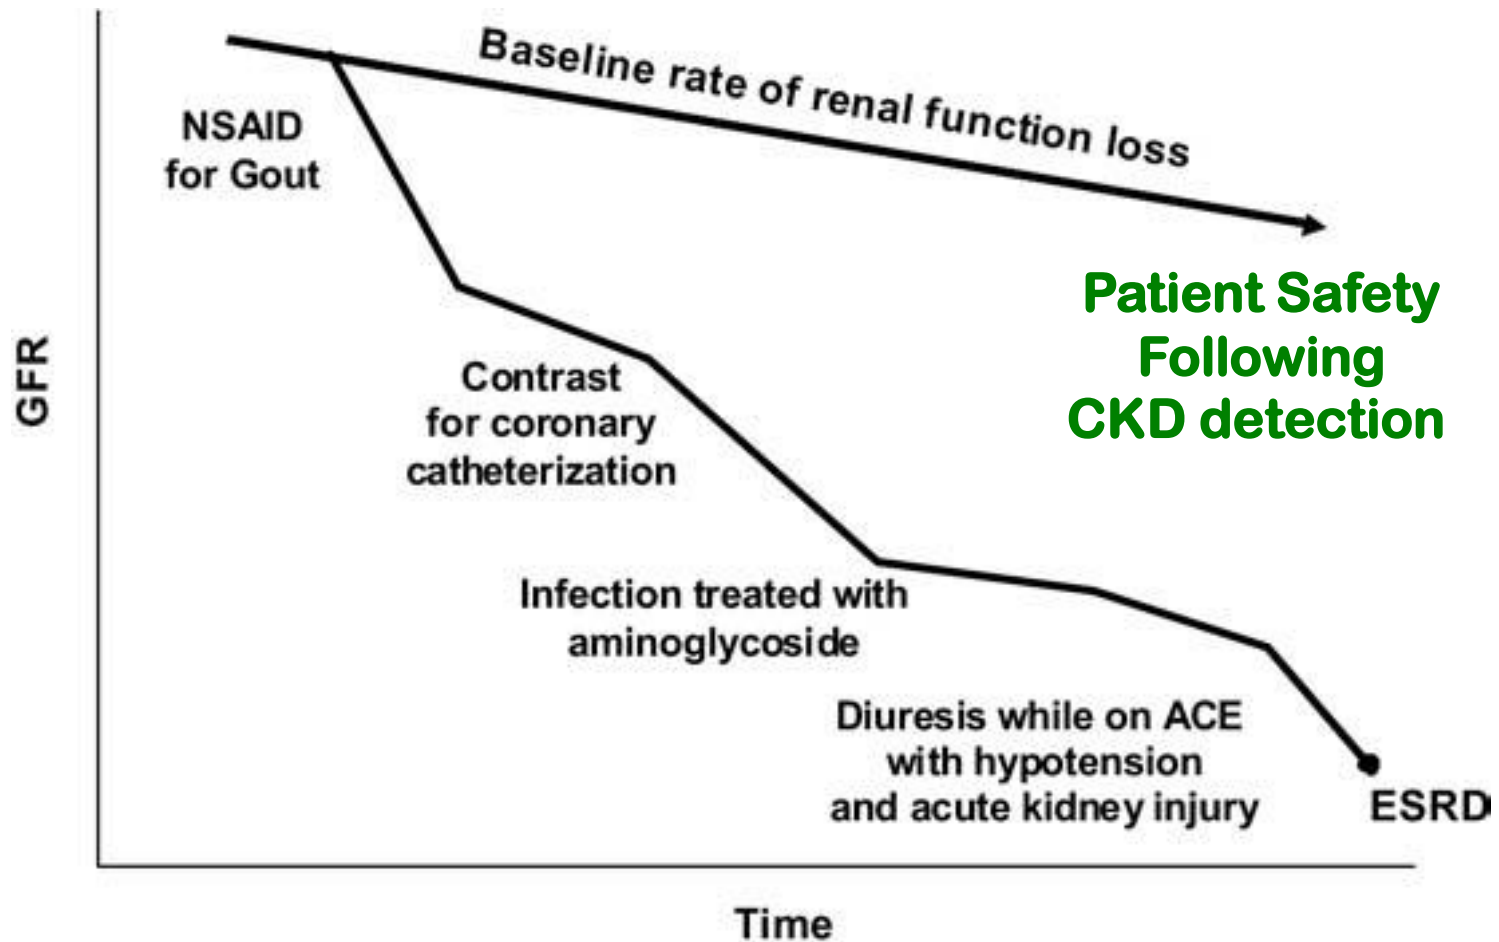 Baseline rate of renal function loss
NSAID
for Gout
Patient Safety
Following
CKD detection
GFR
Contrast
for coronary
catheterization
Infection treated with
aminoglycoside
Diuresis while on ACE
with hypotension
and acute kidney injury
ESRD
Time